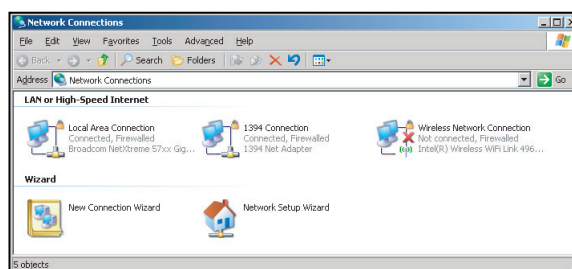 Network Connections
File Edit View Favorites Tools Advanced Help
Back Search Folders
Address Network Connections Go
LAN or High-Speed Internet
Local Area Connection
Connected, Firewalled
Broadcom NetXtreme 57xx Gig...
1394 Connection
Connected, Firewalled
1394 Net Adapter
Wireless Network Connection
Not connected, Firewalled
Intel(R) Wireless WiFi Link 496...
Wizard
New Connection Wizard
Network Setup Wizard
5 objects